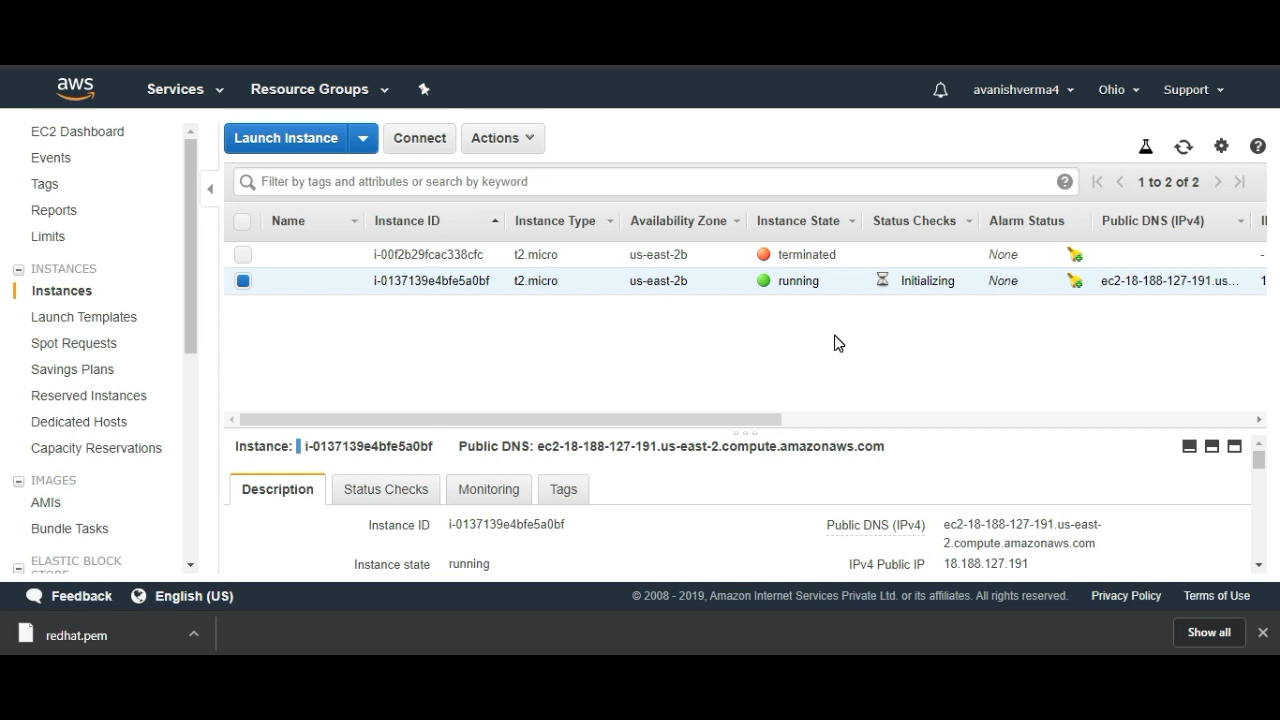 aws Services Resource Groups avanishverma4 Ohio Support
EC2 Dashboard
Events
Tags
Reports
Limits
INSTANCES
Instances
Launch Templates
Spot Requests
Savings Plans
Reserved Instances
Dedicated Hosts
Capacity Reservations
IMAGES
AMIs
Bundle Tasks
ELASTIC BLOCK
Launch Instance Connect Actions
Filter by tags and attributes or search by keyword 1 to 2 of 2
Name Instance ID Instance Type Availability Zone Instance State Status Checks Alarm Status Public DNS (IPv4)
i-00f2b29fcac338cfc t2.micro us-east-2b terminated None -
i-0137139e4bfe5a0bf t2.micro us-east-2b running Initializing None ec2-18-188-127-191.us... 1
Instance: i-0137139e4bfe5a0bf Public DNS: ec2-18-188-127-191.us-east-2.compute.amazonaws.com
Description Status Checks Monitoring Tags
Instance ID i-0137139e4bfe5a0bf Public DNS (IPv4) ec2-18-188-127-191.us-east-
2.compute.amazonaws.com
Instance state running IPv4 Public IP 18.188.127.191
Feedback English (US) © 2008 - 2019, Amazon Internet Services Private Ltd. or its affiliates. All rights reserved. Privacy Policy Terms of Use
redhat.pem Show all